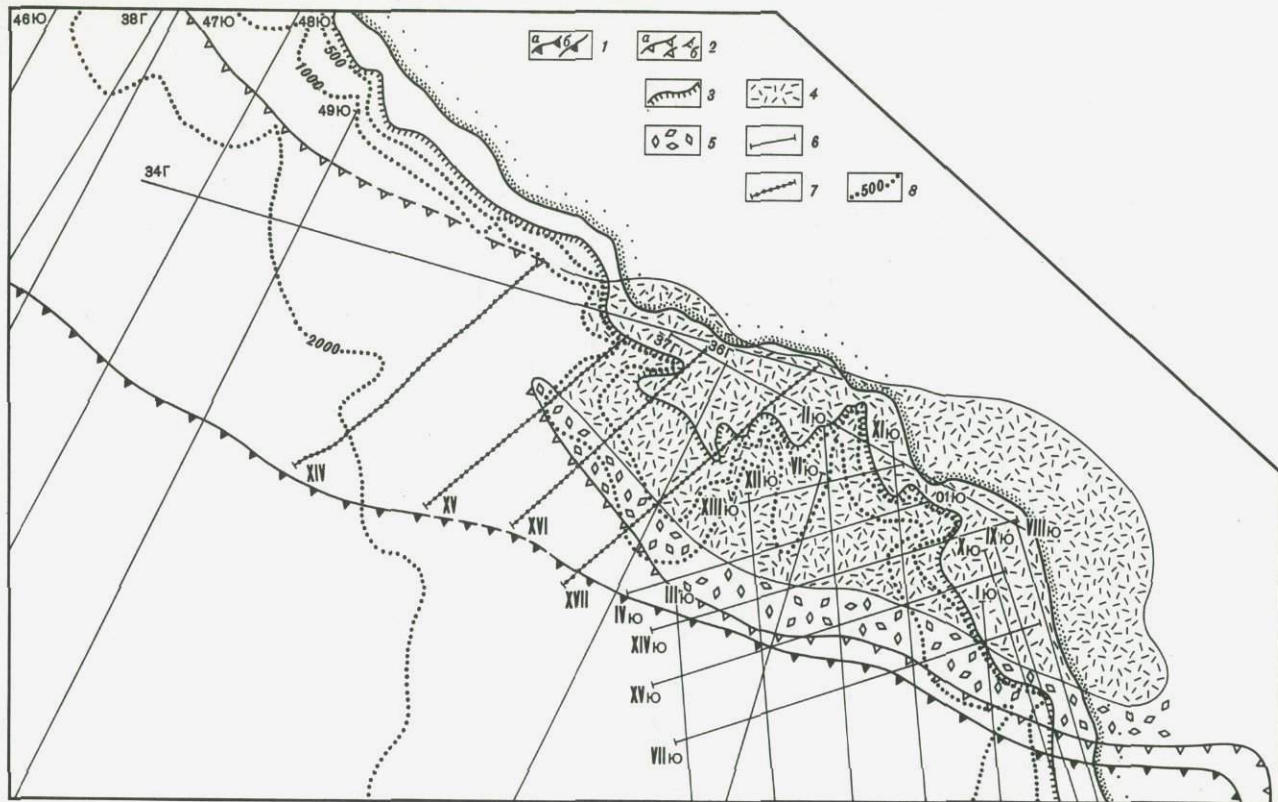 46Ю 38Г 47Ю 48Ю
а б 1 а б 2
500
1000
3 4
49Ю
5 6
34Г
7 500 8
2000
37Г 36Г
IIю XIю
XIV XIIю VIю
XV XIIIю 01Ю
XVI IXю VIIIю
Xю
XVII IIIю Iю
IVю
XIVю
XVю
VIIю